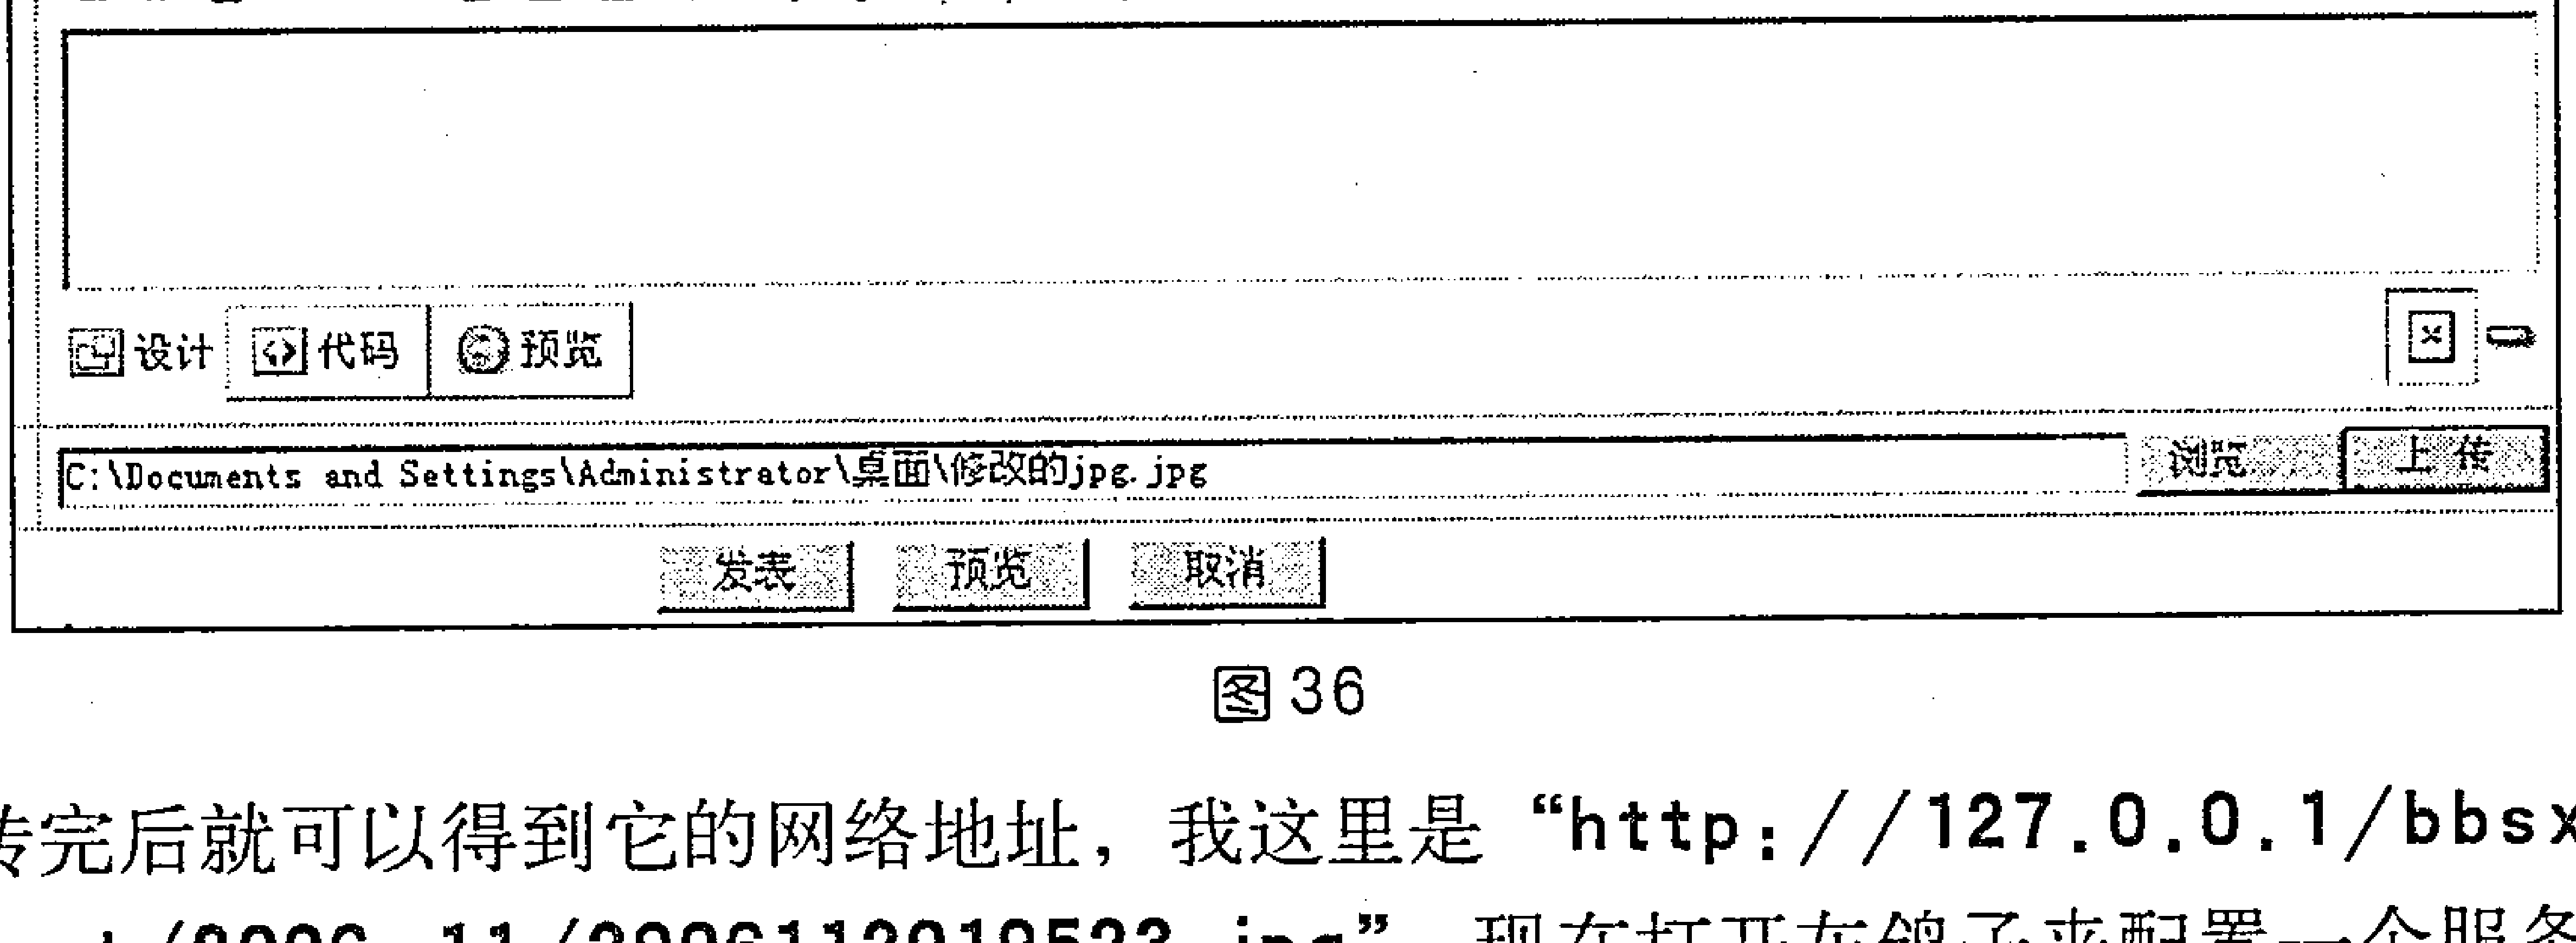 设计 代码 预览
C:\Documents and Settings\Administrator\桌面\修改的jpg.jpg 浏览 上 传
发表 预览 取消
图36
传完后就可以得到它的网络地址，我这里是“http://127.0.0.1/bbsx